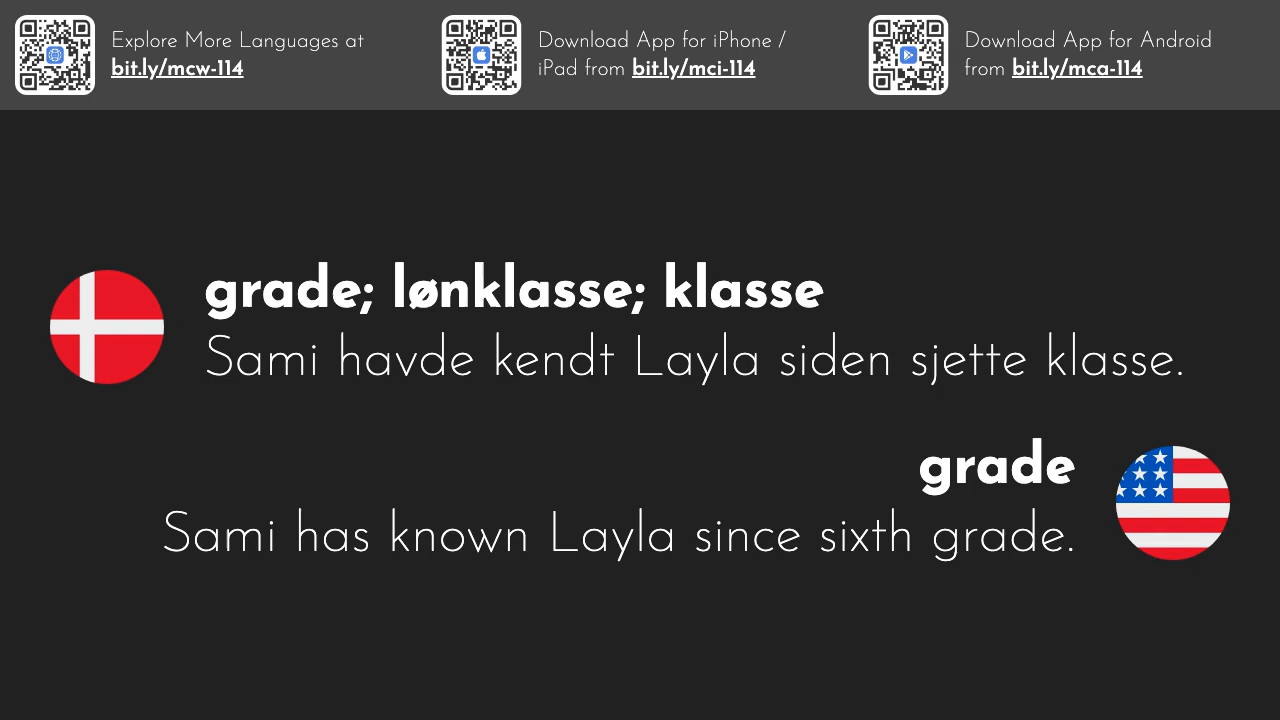 Explore More Languages at
bit.ly/mcw-114
Download App for iPhone /
iPad from bit.ly/mci-114
Download App for Android
from bit.ly/mca-114
grade; lønklasse; klasse
Sami havde kendt Layla siden sjette klasse.
grade
Sami has known Layla since sixth grade.